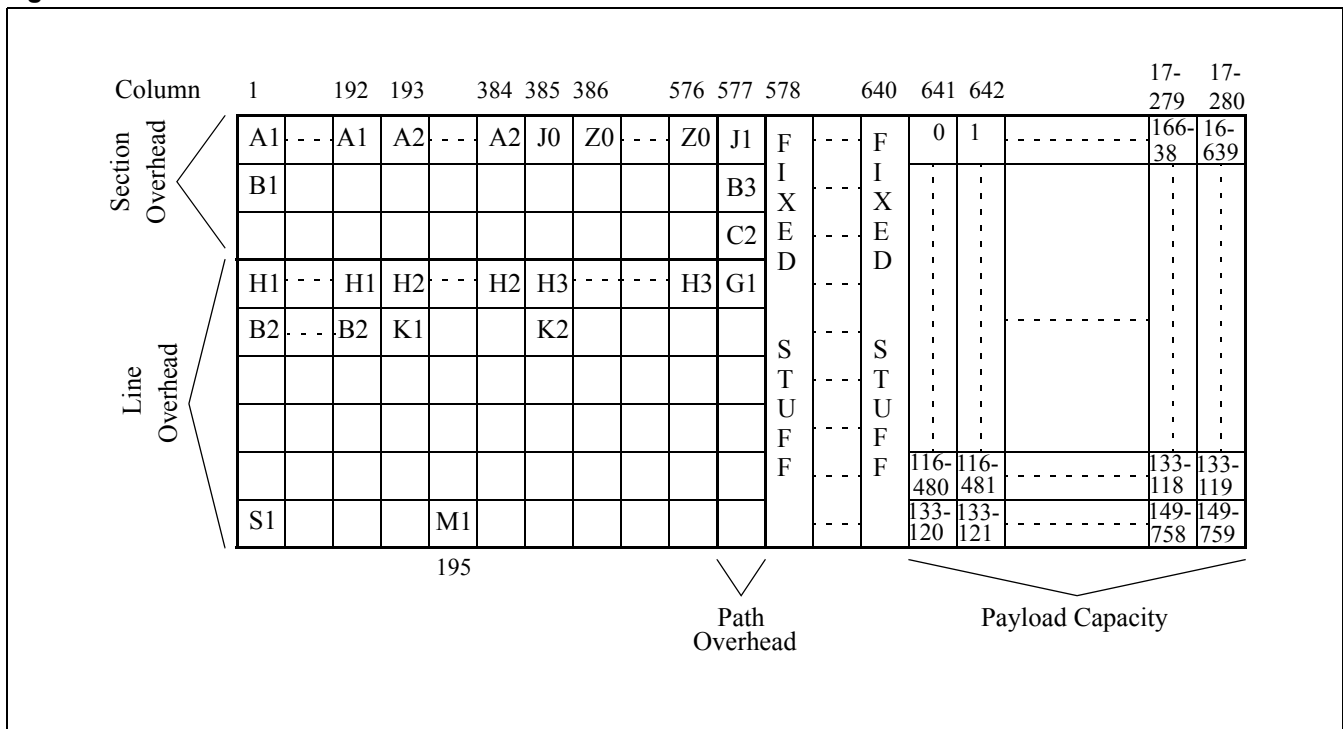 17- 17-
Column 1 192 193 384 385 386 576 577 578 640 641 642 279 280
Section Overhead
A1 A1 A2 A2 J0 Z0 Z0 J1 0 1 166-38 16-639
B1 B3
C2
FIXED STUFF FIXED STUFF
Line Overhead
H1 H1 H2 H2 H3 H3 G1
B2 B2 K1 K2
116-480 116-481 133-118 133-119
S1 M1 133-120 133-121 149-758 149-759
195
Path
Overhead
Payload Capacity